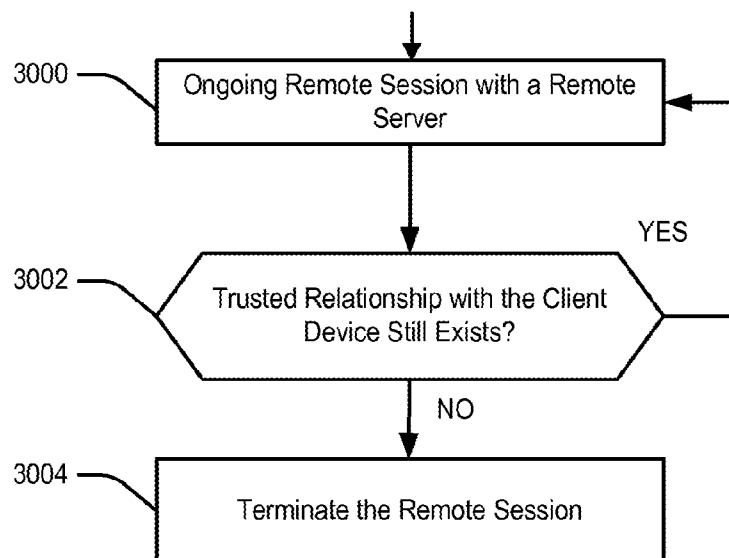 3000
Ongoing Remote Session with a Remote
Server
YES
3002
Trusted Relationship with the Client
Device Still Exists?
NO
3004
Terminate the Remote Session